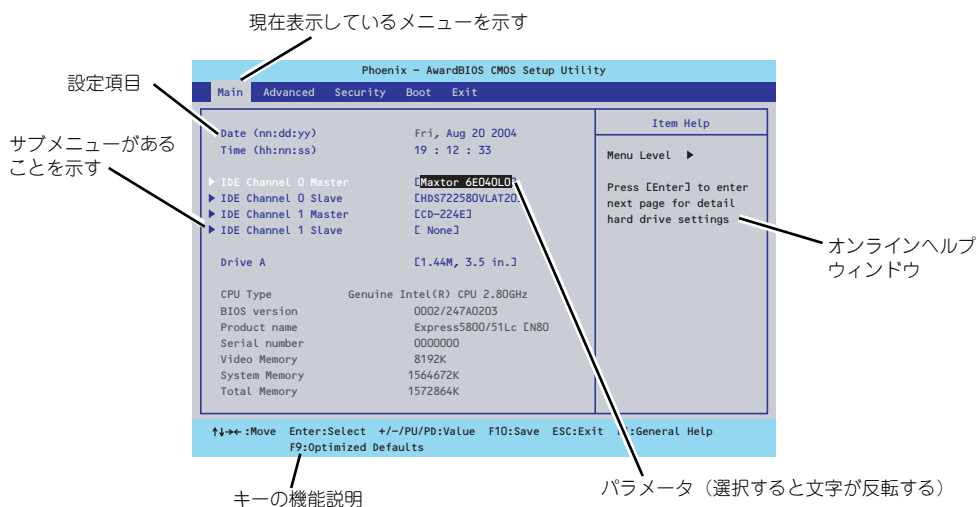 現在表示しているメニューを示す
Phoenix - AwardBIOS CMOS Setup Utility
設定項目
Main Advanced Security Boot Exit
サブメニューがある
ことを示す
Date (nn:dd:yy) Fri, Aug 20 2004
Time (hh:nn:ss) 19 : 12 : 33
▶ IDE Channel 0 Master [Maxtor 6E040L0]
▶ IDE Channel 0 Slave [HDS722580VLAT20]
▶ IDE Channel 1 Master [CD-224E]
▶ IDE Channel 1 Slave [ None]
Drive A [1.44M, 3.5 in.]
CPU Type Genuine Intel(R) CPU 2.80GHz
BIOS version 0002/247A0203
Product name Express5800/51Lc [N80
Serial number 0000000
Video Memory 8192K
System Memory 1564672K
Total Memory 1572864K
Item Help
Menu Level ▶
Press [Enter] to enter
next page for detail
hard drive settings
オンラインヘルプ
ウィンドウ
↑↓→←:Move Enter:Select +/-/PU/PD:Value F10:Save ESC:Exit :General Help
F9:Optimized Defaults
キーの機能説明
パラメータ（選択すると文字が反転する）